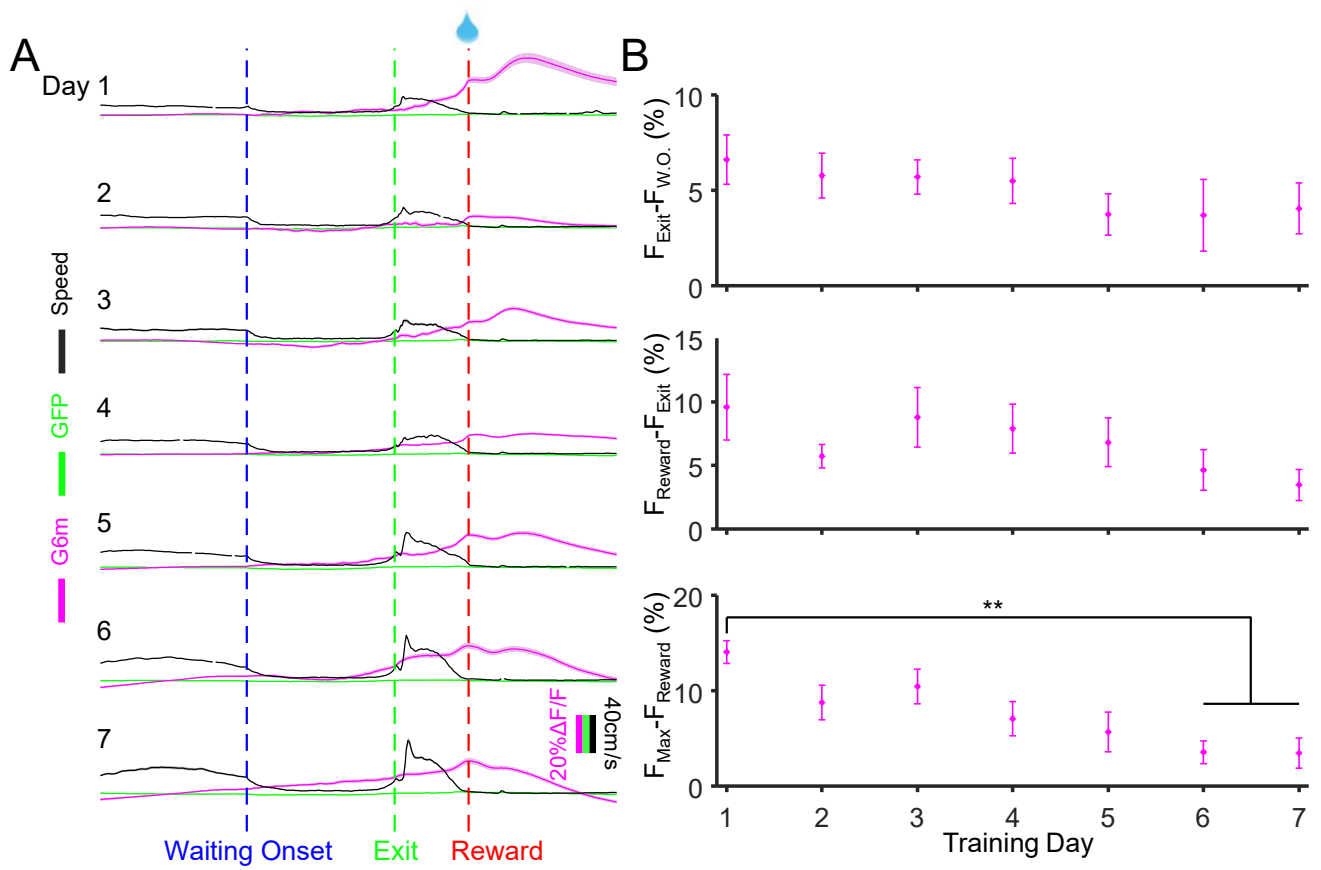 A
Day 1
2
3
4
5
6
7
Speed
GFP
G6m
20%ΔF/F
40cm/s
Waiting Onset Exit Reward
B
F_Exit-F_W.O. (%)
10
5
0
F_Reward-F_Exit (%)
15
10
5
0
F_Max-F_Reward (%)
20
10
0
**
1 2 3 4 5 6 7
Training Day